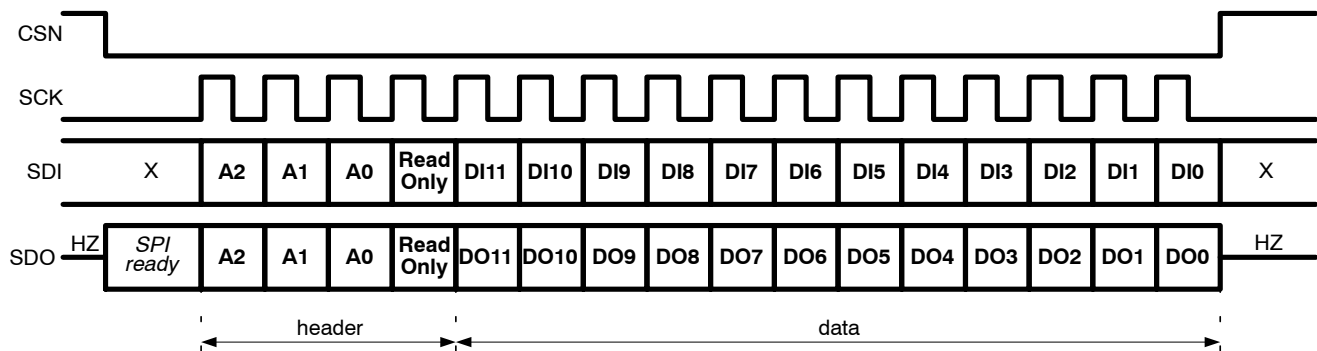 CSN
SCK
SDI X A2 A1 A0 Read Only DI11 DI10 DI9 DI8 DI7 DI6 DI5 DI4 DI3 DI2 DI1 DI0 X
SDO HZ SPI ready A2 A1 A0 Read Only DO11 DO10 DO9 DO8 DO7 DO6 DO5 DO4 DO3 DO2 DO1 DO0 HZ
header data